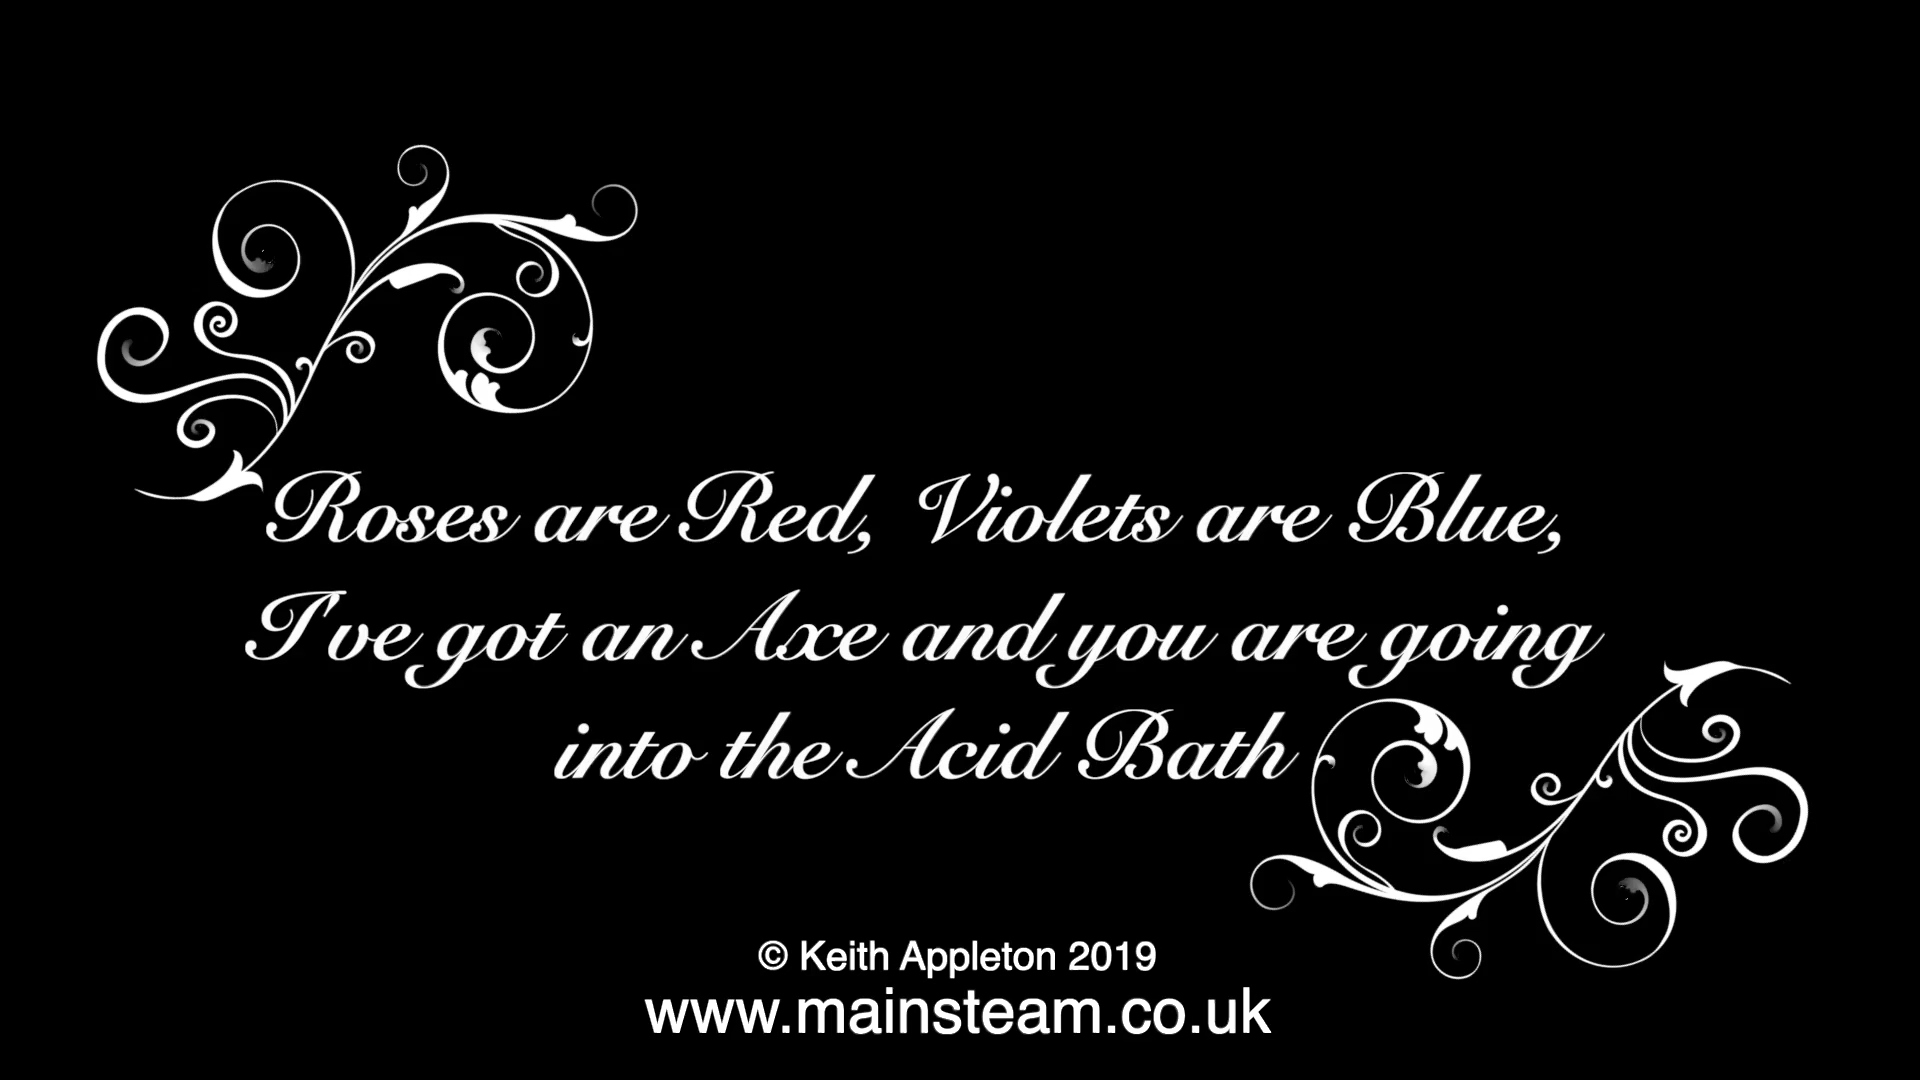 Roses are Red, Violets are Blue,
I've got an Axe and you are going
into the Acid Bath
© Keith Appleton 2019
www.mainsteam.co.uk